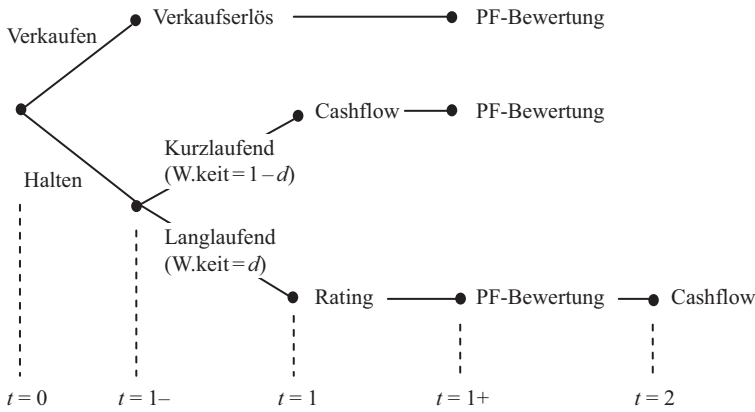 Verkaufen
Verkaufserlös
PF-Bewertung
Cashflow
PF-Bewertung
Kurzlaufend
(W.keit = 1 – d)
Halten
Langlaufend
(W.keit = d)
Rating
PF-Bewertung
Cashflow
t = 0
t = 1–
t = 1
t = 1+
t = 2